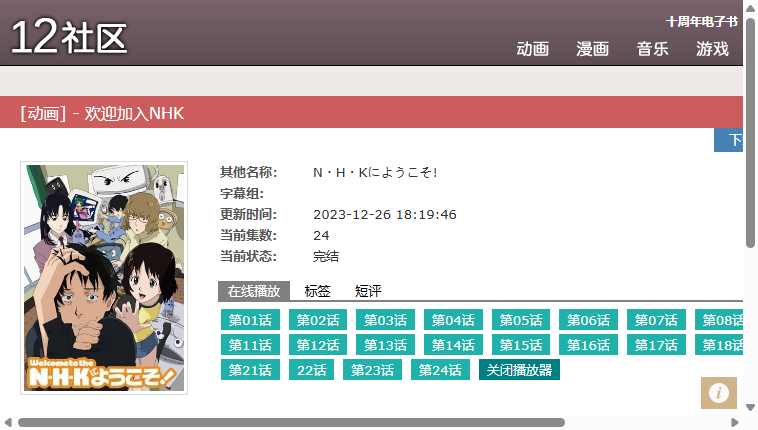 12社区
十周年电子书
动画 漫画 音乐 游戏
[动画] - 欢迎加入NHK
其他名称: N・H・Kにようこそ!
字幕组:
更新时间: 2023-12-26 18:19:46
当前集数: 24
当前状态: 完结
在线播放 标签 短评
第01话 第02话 第03话 第04话 第05话 第06话 第07话 第08话
第11话 第12话 第13话 第14话 第15话 第16话 第17话 第18话
第21话 22话 第23话 第24话 关闭播放器
Welcome to the
N・H・Kにようこそ!